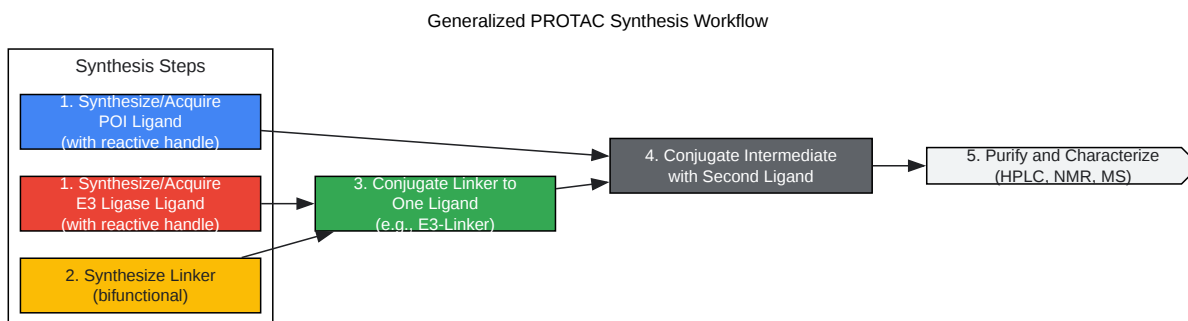 Generalized PROTAC Synthesis Workflow
Synthesis Steps
1. Synthesize/Acquire
POI Ligand
(with reactive handle)
1. Synthesize/Acquire
E3 Ligase Ligand
(with reactive handle)
2. Synthesize Linker
(bifunctional)
3. Conjugate Linker to
One Ligand
(e.g., E3-Linker)
4. Conjugate Intermediate
with Second Ligand
5. Purify and Characterize
(HPLC, NMR, MS)